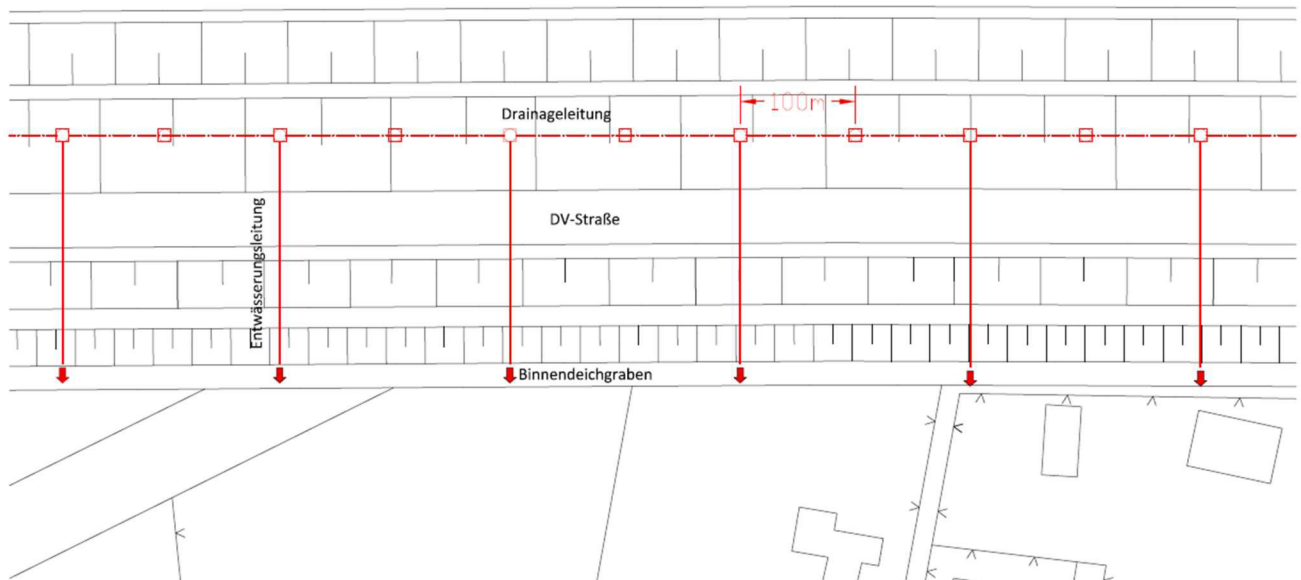 100m
Drainageleitung
DV-Straße
Entwässerungsleitung
Binnendeichgraben